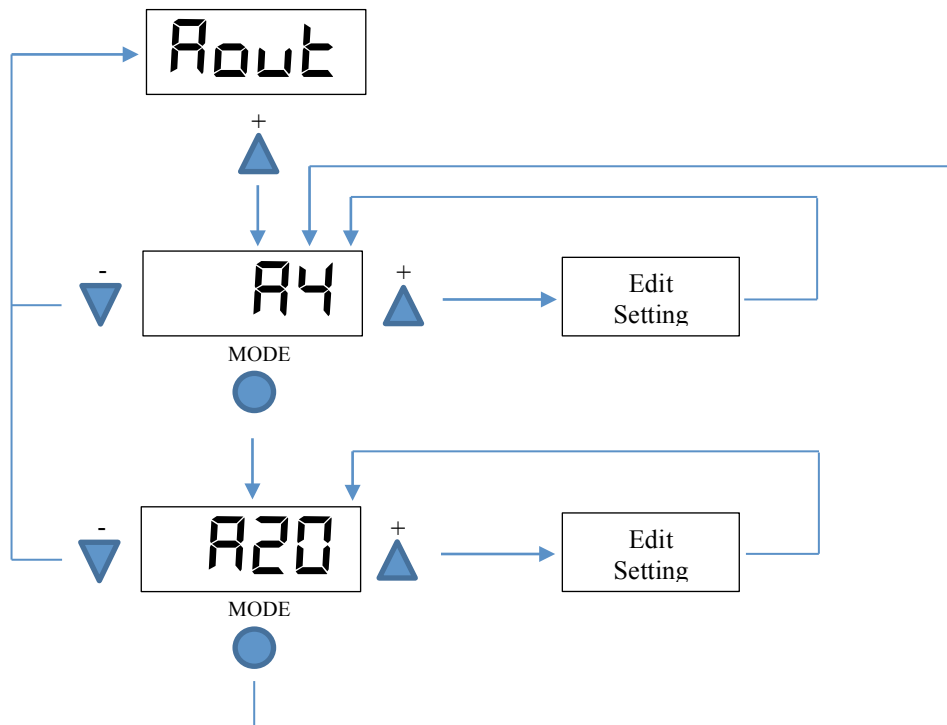 Aout
+
-
A4
+
Edit
Setting
MODE
-
A20
+
Edit
Setting
MODE